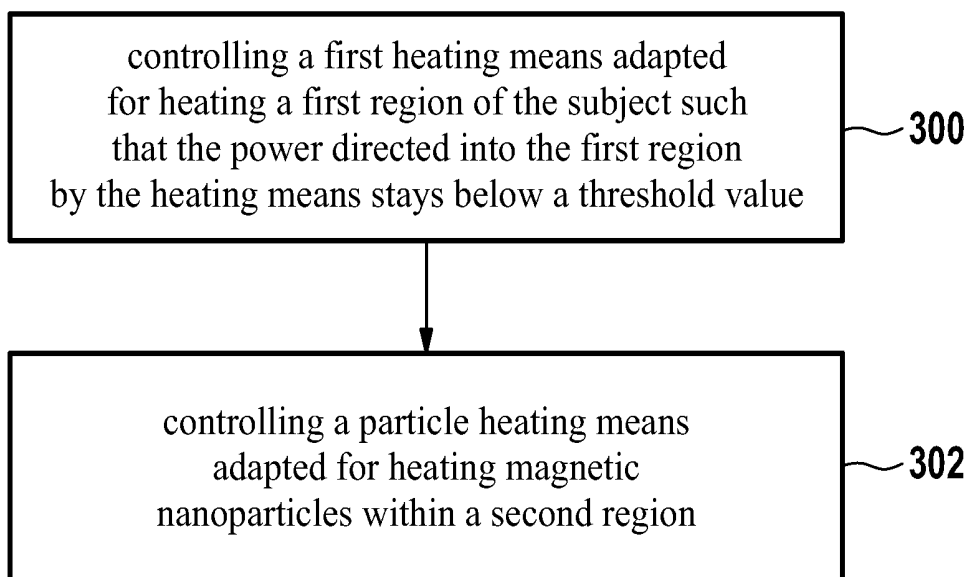 controlling a first heating means adapted
for heating a first region of the subject such
that the power directed into the first region
by the heating means stays below a threshold value
300
controlling a particle heating means
adapted for heating magnetic
nanoparticles within a second region
302